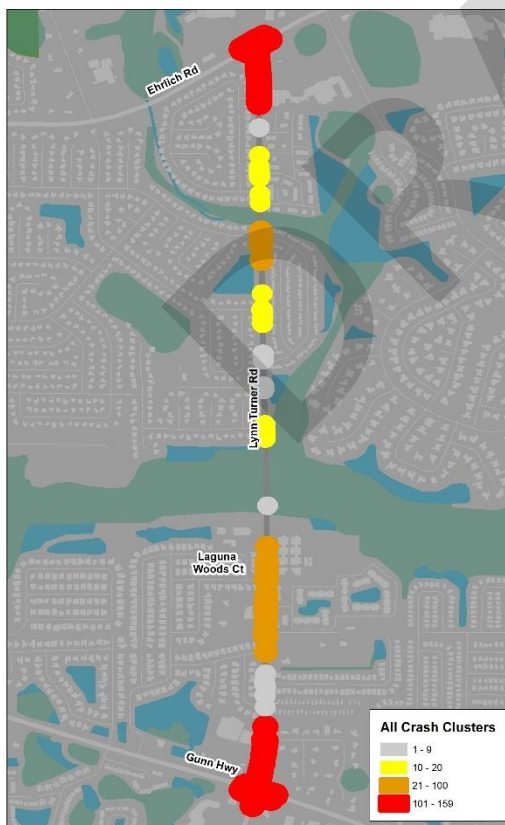 Ehrlich Rd
Lynn Turner Rd
Laguna
Woods Ct
Gunn Hwy
All Crash Clusters
1 - 9
10 - 20
21 - 100
101 - 159